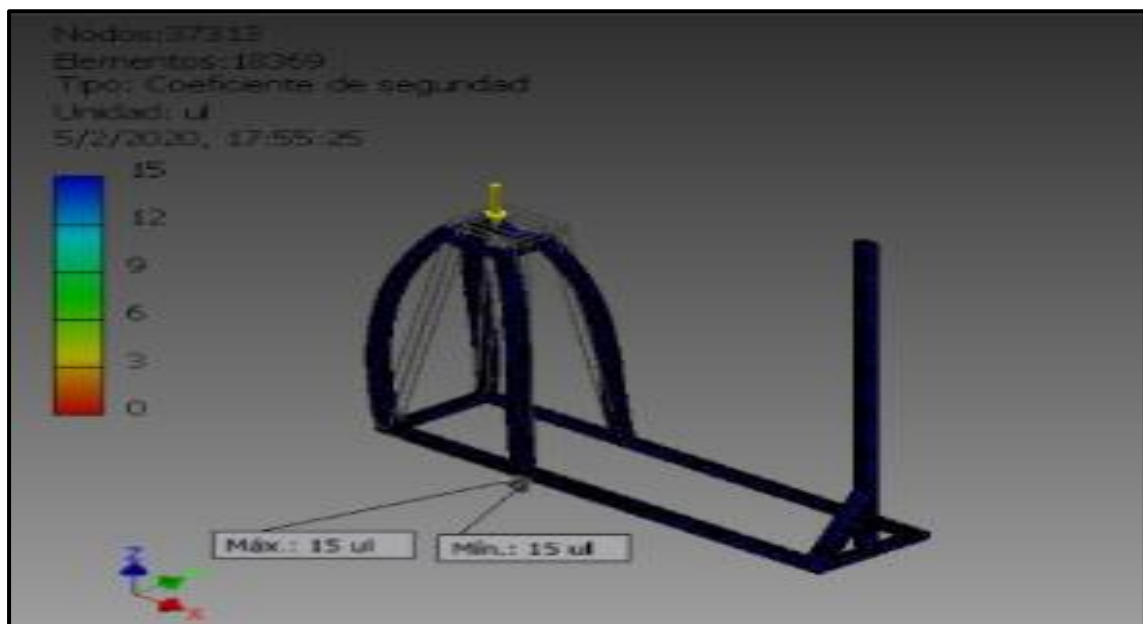 Nodos:37313
Elementos:18369
Tipo: Coeficiente de seguridad
Unidad: ul
5/2/2020, 17:55:25
15
12
9
6
3
0
Máx.: 15 ul
Mín.: 15 ul
Z
X